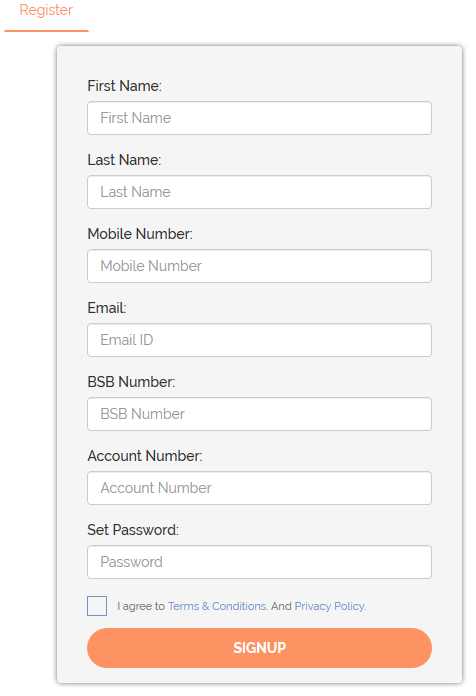 Register
First Name:
First Name
Last Name:
Last Name
Mobile Number:
Mobile Number
Email:
Email ID
BSB Number:
BSB Number
Account Number:
Account Number
Set Password:
Password
I agree to Terms & Conditions. And Privacy Policy.
SIGNUP